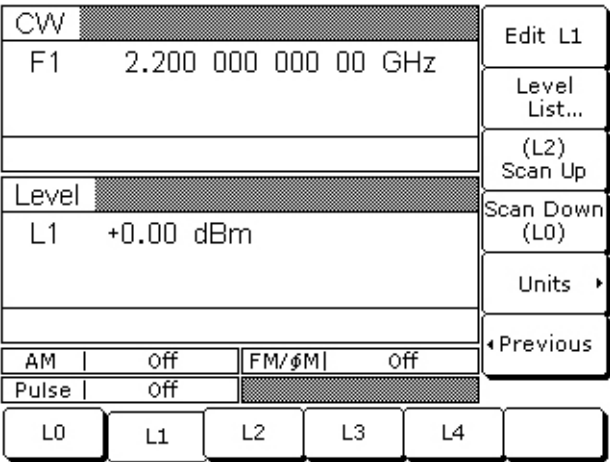 CW
F1 2.200 000 000 00 GHz
Level
L1 +0.00 dBm
AM | Off FM/ϕM| Off
Pulse | Off
Edit L1
Level
List...
(L2)
Scan Up
Scan Down
(L0)
Units
Previous
L0 L1 L2 L3 L4